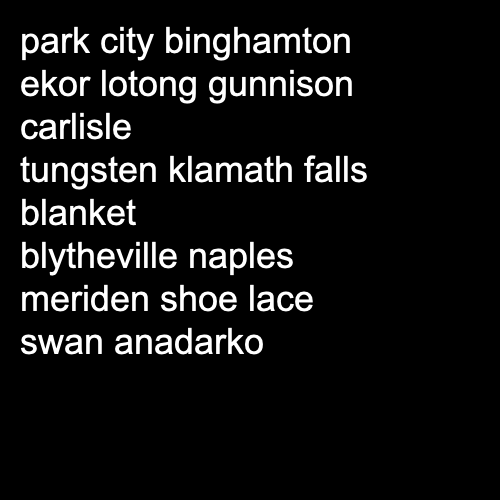 park city binghamton
ekor lotong gunnison
carlisle
tungsten klamath falls
blanket
blytheville naples
meriden shoe lace
swan anadarko